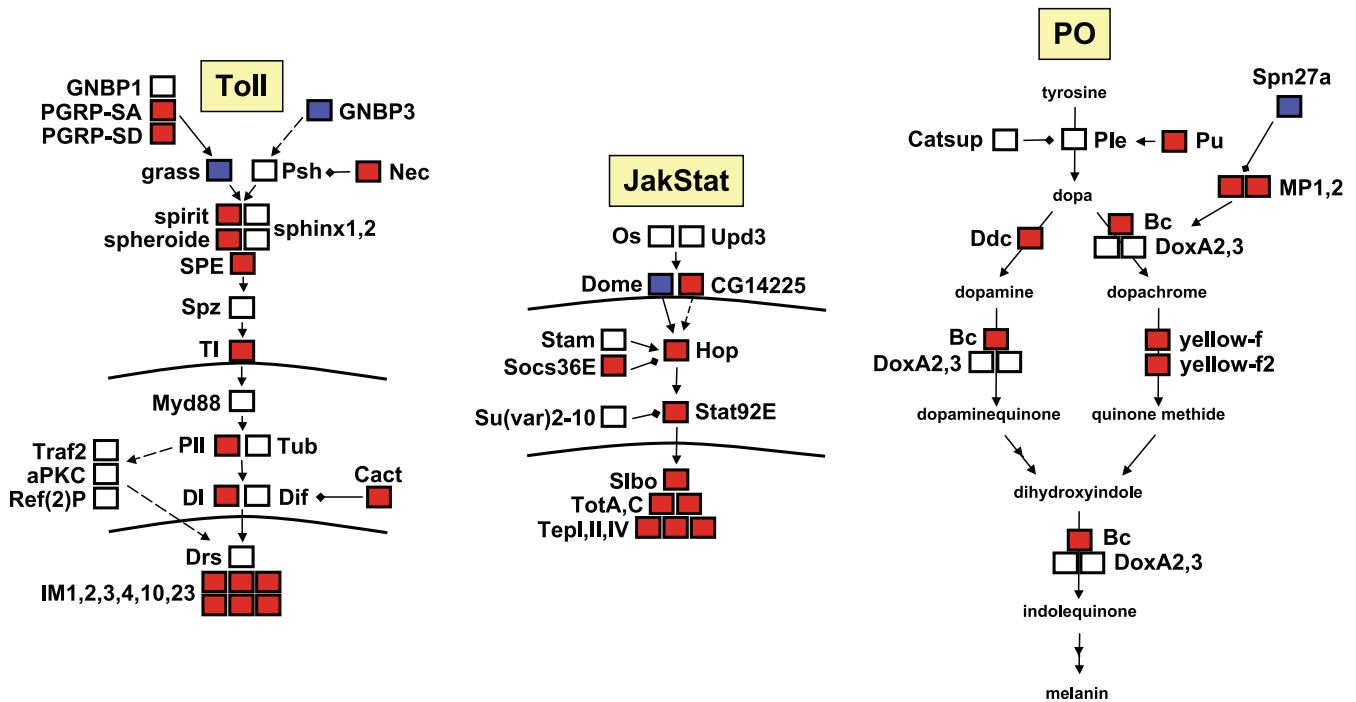 Toll
GNBP1
PGRP-SA
PGRP-SD
GNBP3
grass
Psh
Nec
spirit
spheroide
sphinx1,2
SPE
Spz
Tl
Myd88
Traf2
aPKC
Ref(2)P
Pll
Tub
Cact
Dl
Dif
Drs
IM1,2,3,4,10,23
JakStat
Os
Upd3
Dome
CG14225
Stam
Socs36E
Hop
Su(var)2-10
Stat92E
Slbo
TotA,C
TepI,II,IV
PO
tyrosine
Spn27a
Catsup
Ple
Pu
MP1,2
dopa
Ddc
Bc
DoxA2,3
dopamine
dopachrome
Bc
DoxA2,3
yellow-f
yellow-f2
dopaminequinone
quinone methide
dihydroxyindole
Bc
DoxA2,3
indolequinone
melanin